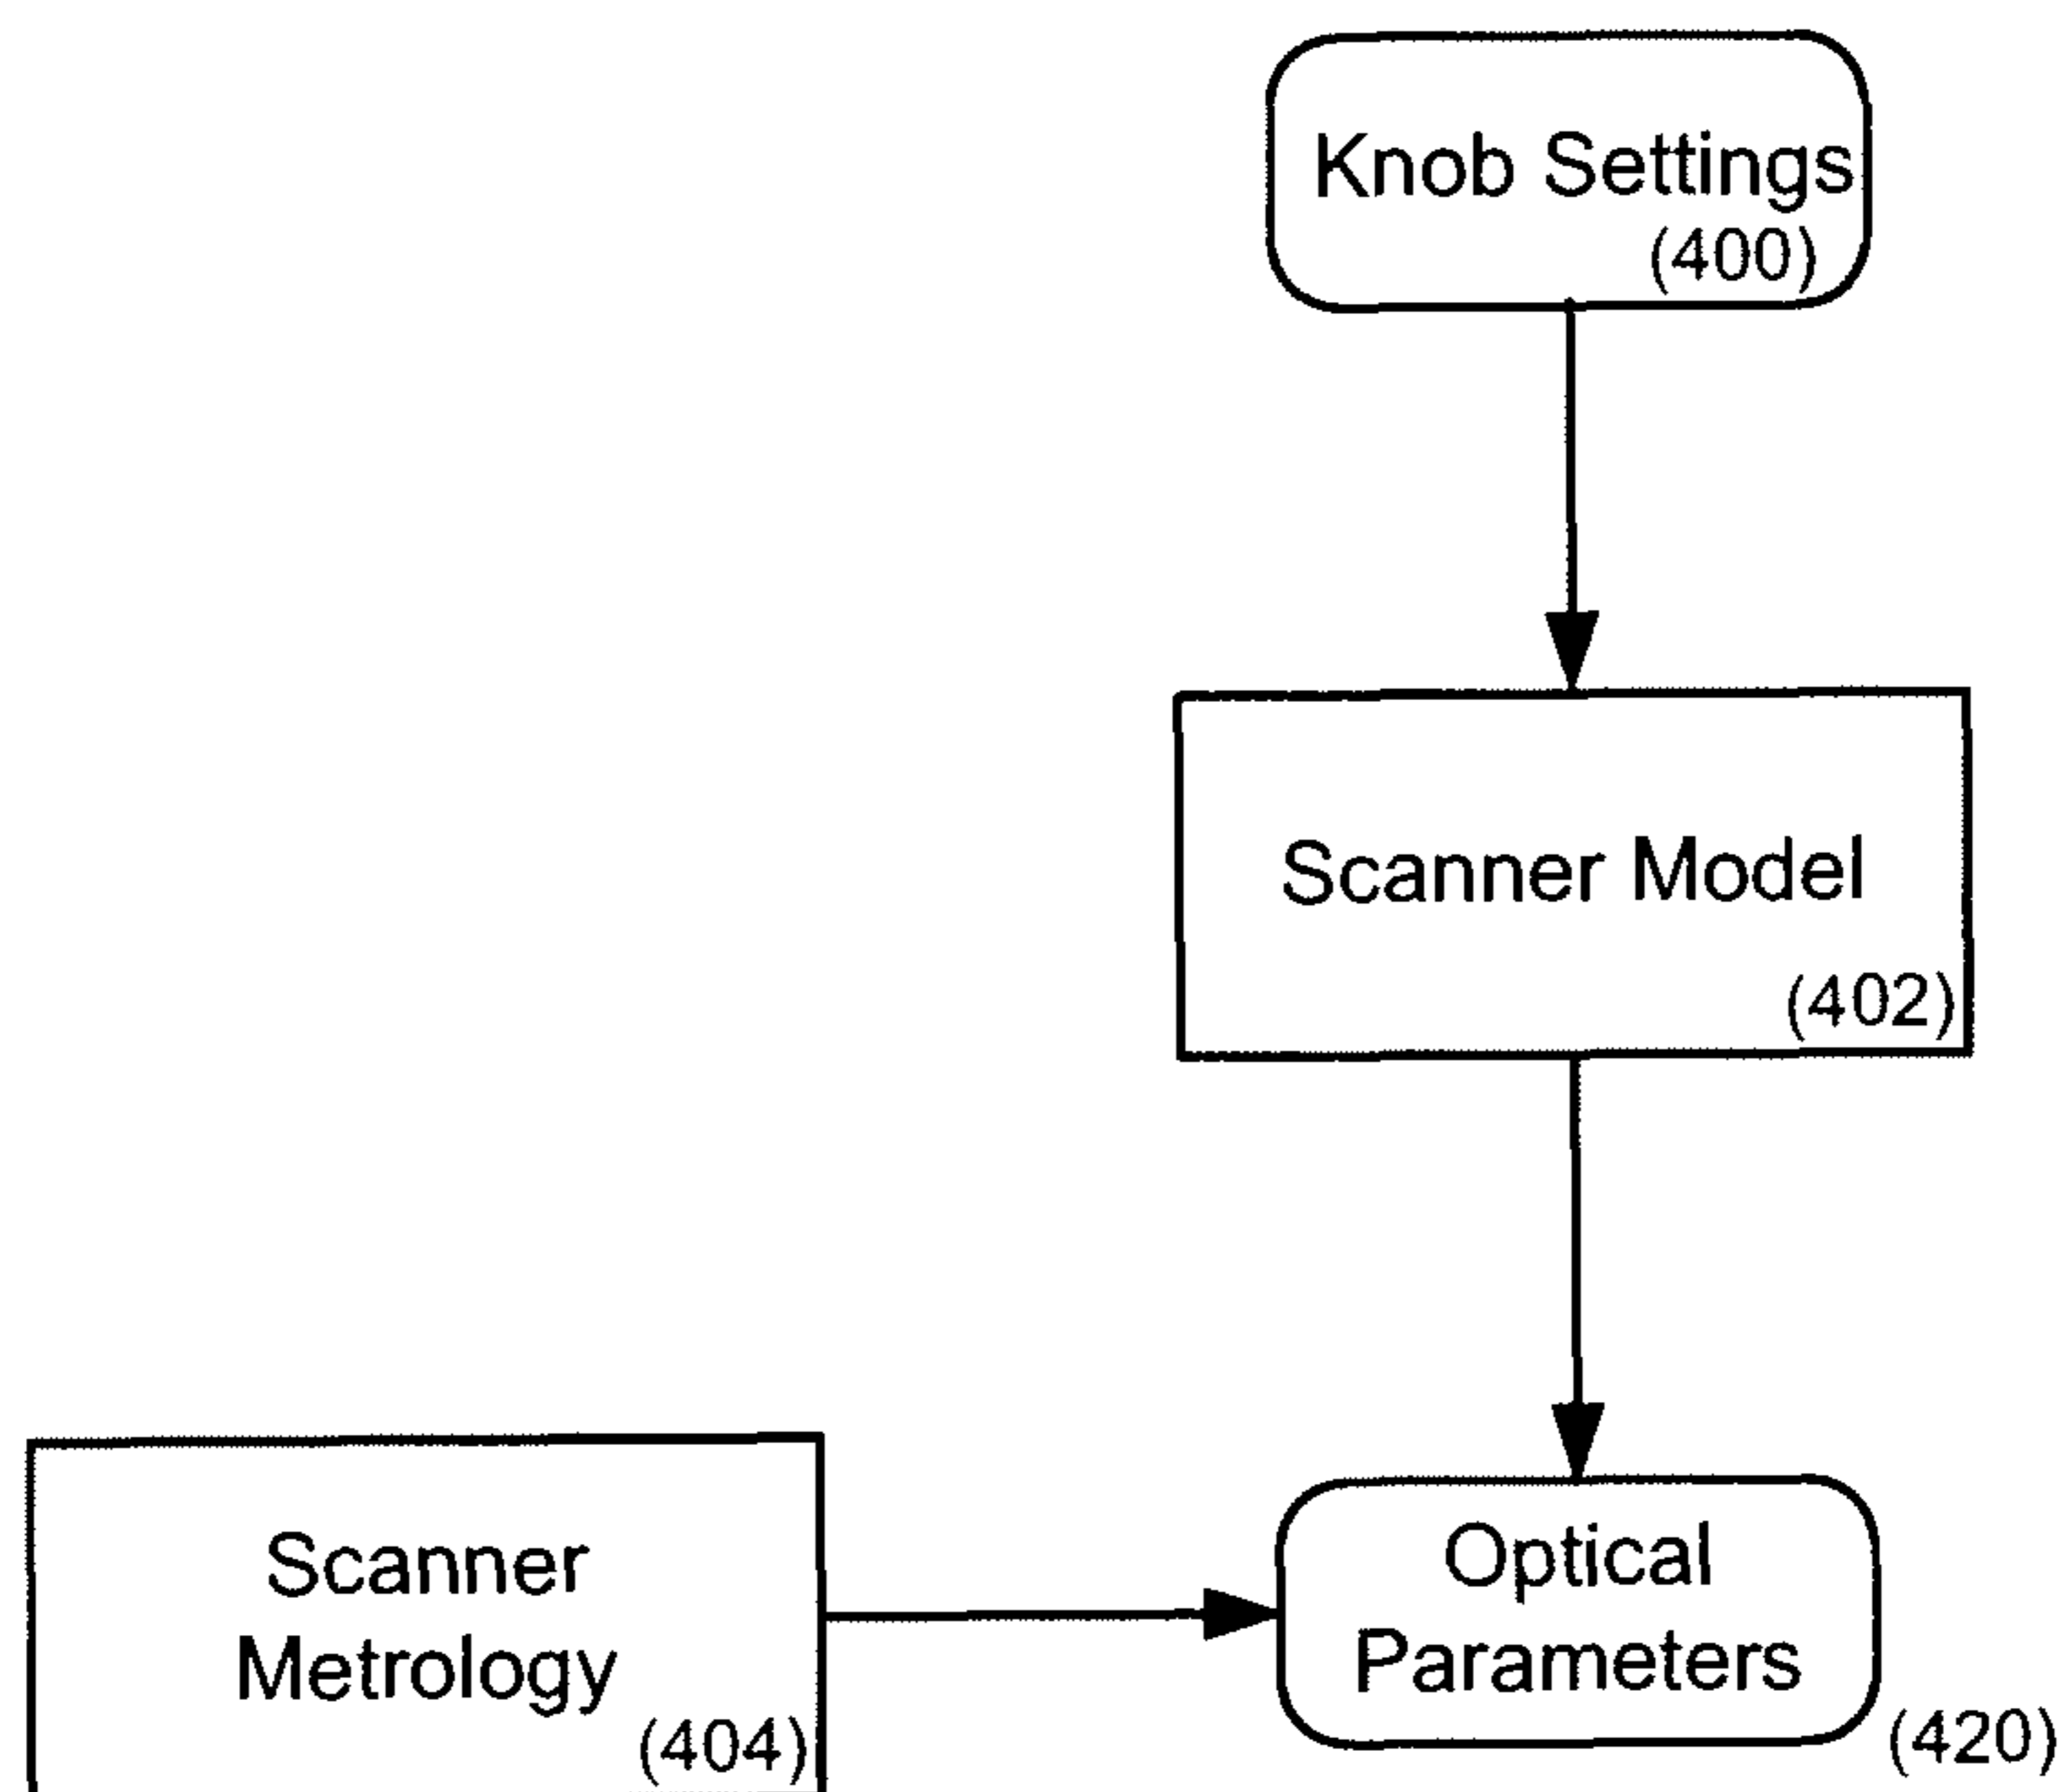 Knob Settings
(400)
Scanner Model
(402)
Scanner
Metrology
(404)
Optical
Parameters
(420)